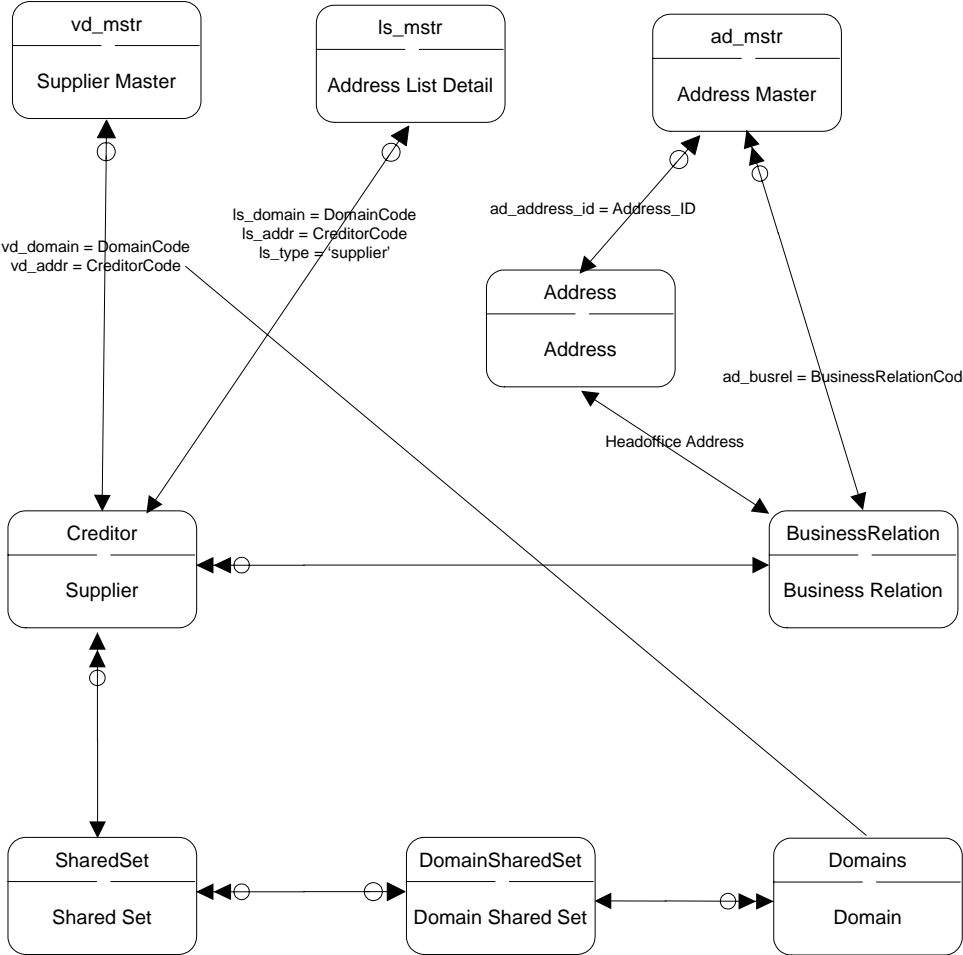 vd_mstr
Supplier Master
ls_mstr
Address List Detail
ad_mstr
Address Master
ad_address_id = Address_ID
ls_domain = DomainCode
ls_addr = CreditorCode
ls_type = ‘supplier’
vd_domain = DomainCode
vd_addr = CreditorCode
Address
Address
ad_busrel = BusinessRelationCod
Headoffice Address
Creditor
Supplier
BusinessRelation
Business Relation
SharedSet
Shared Set
DomainSharedSet
Domain Shared Set
Domains
Domain